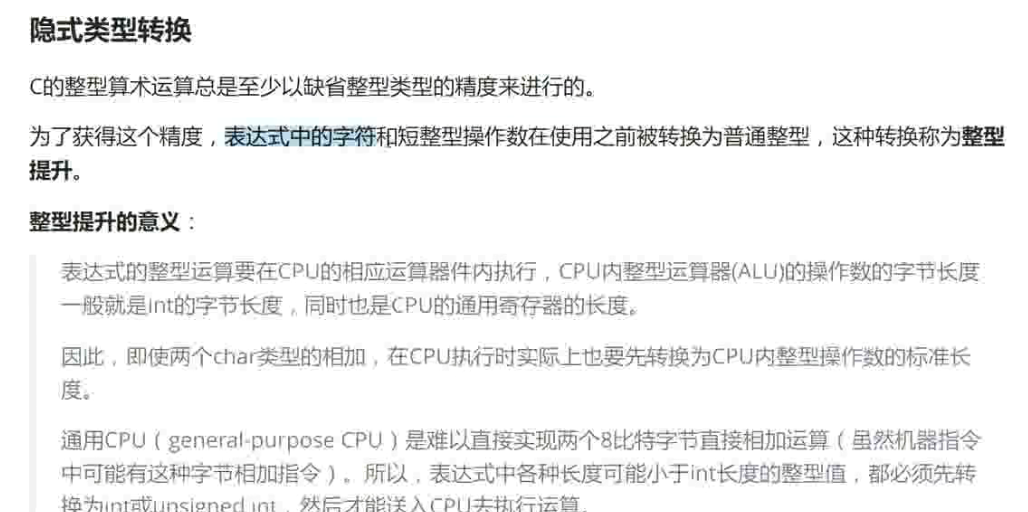 隐式类型转换
C的整型算术运算总是至少以缺省整型类型的精度来进行的。
为了获得这个精度，表达式中的字符和短整型操作数在使用之前被转换为普通整型，这种转换称为整型
提升。
整型提升的意义：
表达式的整型运算要在CPU的相应运算器件内执行，CPU内整型运算器(ALU)的操作数的字节长度
一般就是int的字节长度，同时也是CPU的通用寄存器的长度。
因此，即使两个char类型的相加，在CPU执行时实际上也要先转换为CPU内整型操作数的标准长
度。
通用CPU（general-purpose CPU）是难以直接实现两个8比特字节直接相加运算（虽然机器指令
中可能有这种字节相加指令）。所以，表达式中各种长度可能小于int长度的整型值，都必须先转
换为int或unsigned int，然后才能送入CPU去执行运算。